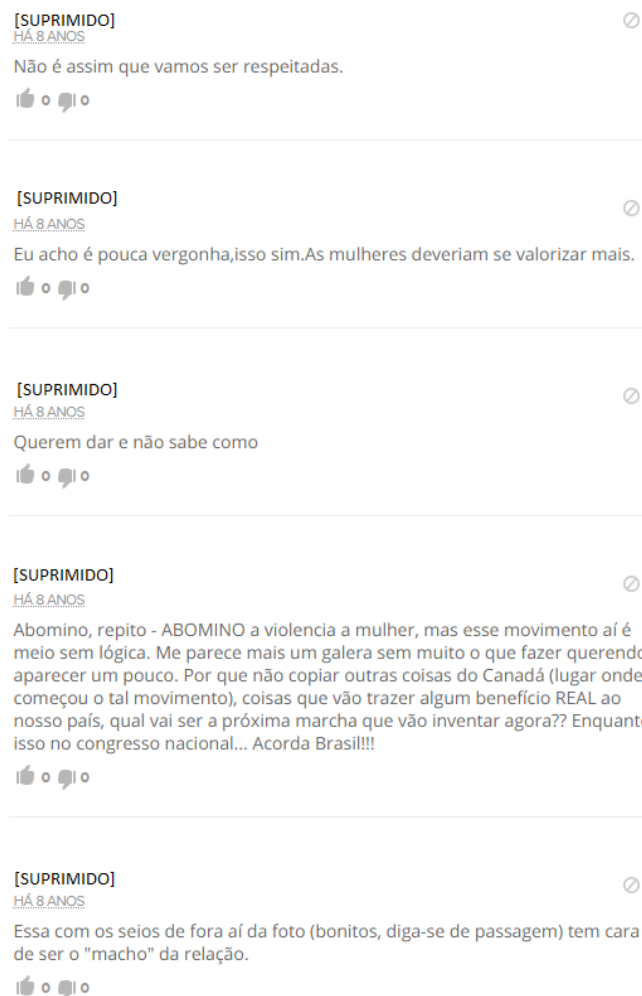 [SUPRIMIDO]
HÁ 8 ANOS
Não é assim que vamos ser respeitadas.
0 0
[SUPRIMIDO]
HÁ 8 ANOS
Eu acho é pouca vergonha,isso sim.As mulheres deveriam se valorizar mais.
0 0
[SUPRIMIDO]
HÁ 8 ANOS
Querem dar e não sabe como
0 0
[SUPRIMIDO]
HÁ 8 ANOS
Abomino, repito - ABOMINO a violencia a mulher, mas esse movimento aí é
meio sem lógica. Me parece mais um galera sem muito o que fazer querendo
aparecer um pouco. Por que não copiar outras coisas do Canadá (lugar onde
começou o tal movimento), coisas que vão trazer algum benefício REAL ao
nosso país, qual vai ser a próxima marcha que vão inventar agora?? Enquanto
isso no congresso nacional... Acorda Brasil!!!
0 0
[SUPRIMIDO]
HÁ 8 ANOS
Essa com os seios de fora aí da foto (bonitos, diga-se de passagem) tem cara
de ser o "macho" da relação.
0 0